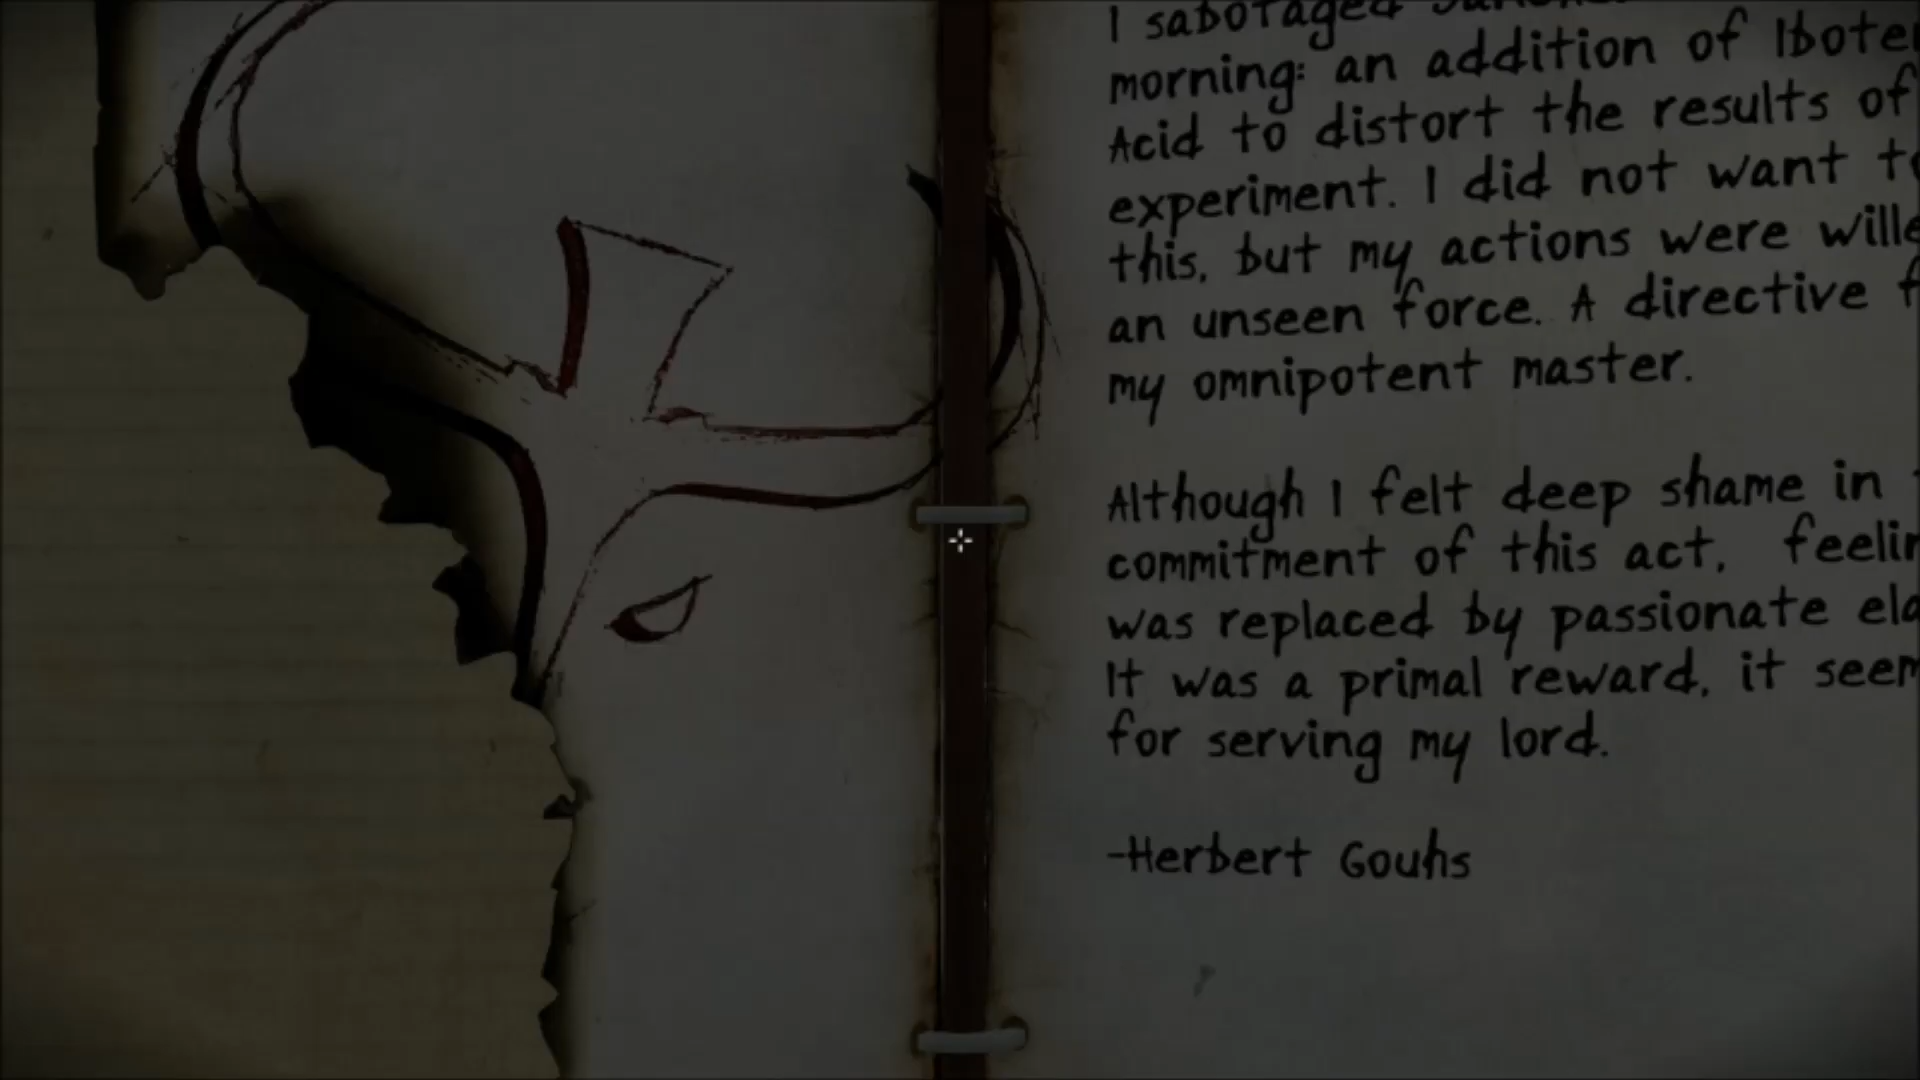 I sabotaged
morning: an addition of
Acid to distort the results of
experiment. I did not want
this, but my actions were
an unseen force. A directive
my omnipotent master.
Although I felt deep shame in
commitment of this act,
was replaced by passionate
It was a primal reward, it
for serving my lord.
-Herbert Gouhs